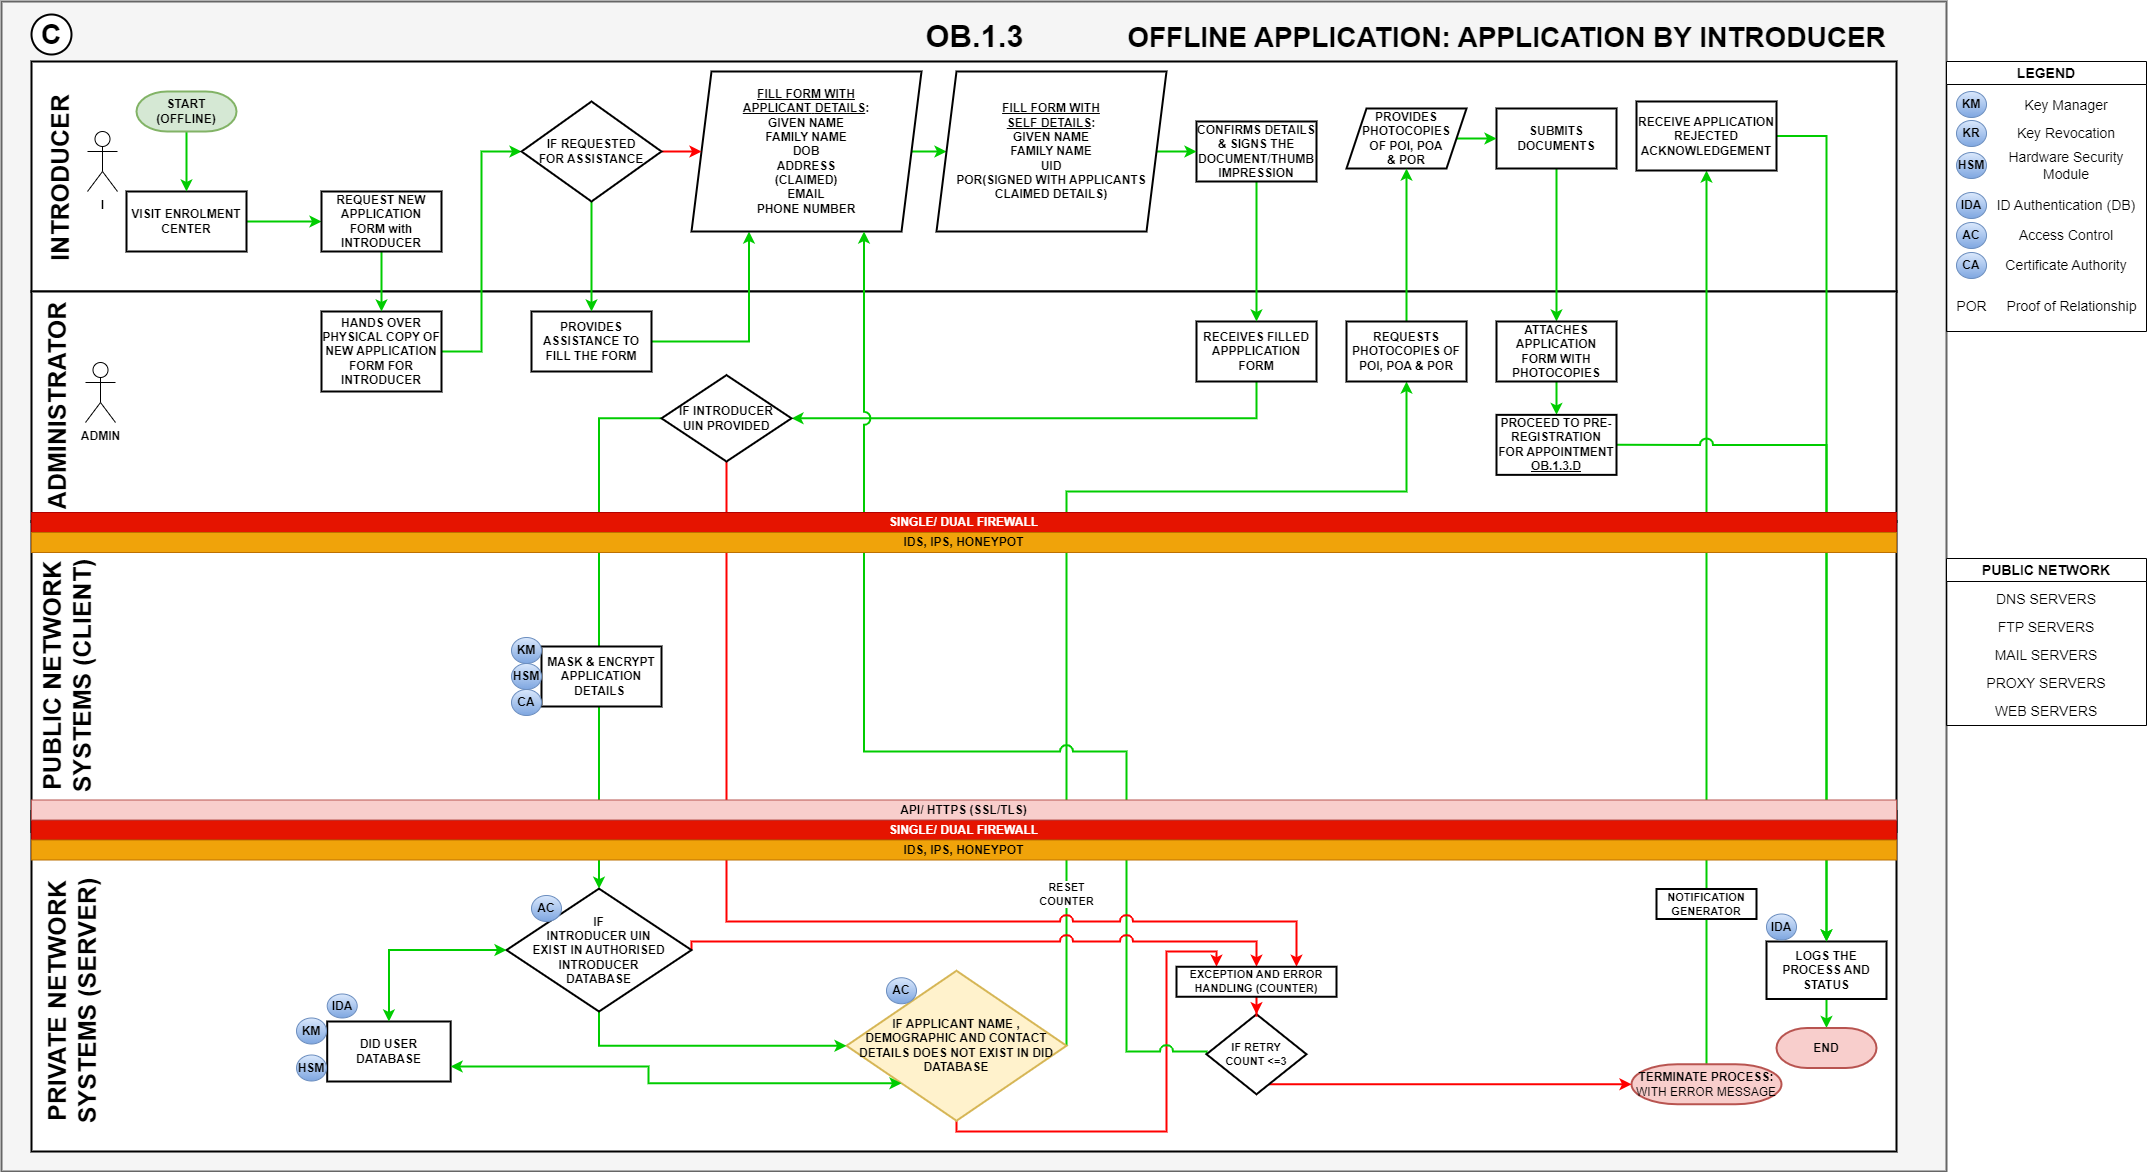 C
OB.1.3
OFFLINE APPLICATION: APPLICATION BY INTRODUCER
INTRODUCER
I
START
(OFFLINE)
VISIT ENROLMENT
CENTER
REQUEST NEW
APPLICATION
FORM with
INTRODUCER
IF REQUESTED
FOR ASSISTANCE
FILL FORM WITH
APPLICANT DETAILS:
GIVEN NAME
FAMILY NAME
DOB
ADDRESS
(CLAIMED)
EMAIL
PHONE NUMBER
FILL FORM WITH
SELF DETAILS:
GIVEN NAME
FAMILY NAME
UID
POR(SIGNED WITH APPLICANTS
CLAIMED DETAILS)
CONFIRMS DETAILS
& SIGNS THE
DOCUMENT/THUMB
IMPRESSION
PROVIDES
PHOTOCOPIES
OF POI, POA
& POR
SUBMITS
DOCUMENTS
RECEIVE APPLICATION
REJECTED
ACKNOWLEDGEMENT
ADMINISTRATOR
ADMIN
HANDS OVER
PHYSICAL COPY OF
NEW APPLICATION
FORM FOR
INTRODUCER
PROVIDES
ASSISTANCE TO
FILL THE FORM
IF INTRODUCER
UIN PROVIDED
RECEIVES FILLED
APPPLICATION
FORM
REQUESTS
PHOTOCOPIES OF
POI, POA & POR
ATTACHES
APPLICATION
FORM WITH
PHOTOCOPIES
PROCEED TO PRE-
REGISTRATION
FOR APPOINTMENT
OB.1.3.D
SINGLE/ DUAL FIREWALL
IDS, IPS, HONEYPOT
PUBLIC NETWORK
SYSTEMS (CLIENT)
KM
HSM
CA
MASK & ENCRYPT
APPLICATION
DETAILS
API/ HTTPS (SSL/TLS)
SINGLE/ DUAL FIREWALL
IDS, IPS, HONEYPOT
PRIVATE NETWORK
SYSTEMS (SERVER)
AC
IF
INTRODUCER UIN
EXIST IN AUTHORISED
INTRODUCER
DATABASE
IDA
KM
HSM
DID USER
DATABASE
AC
IF APPLICANT NAME ,
DEMOGRAPHIC AND CONTACT
DETAILS DOES NOT EXIST IN DID
DATABASE
RESET
COUNTER
EXCEPTION AND ERROR
HANDLING (COUNTER)
IF RETRY
COUNT <=3
NOTIFICATION
GENERATOR
TERMINATE PROCESS:
WITH ERROR MESSAGE
IDA
LOGS THE
PROCESS AND
STATUS
END
LEGEND
KM Key Manager
KR Key Revocation
HSM Hardware Security
Module
IDA ID Authentication (DB)
AC Access Control
CA Certificate Authority
POR Proof of Relationship
PUBLIC NETWORK
DNS SERVERS
FTP SERVERS
MAIL SERVERS
PROXY SERVERS
WEB SERVERS